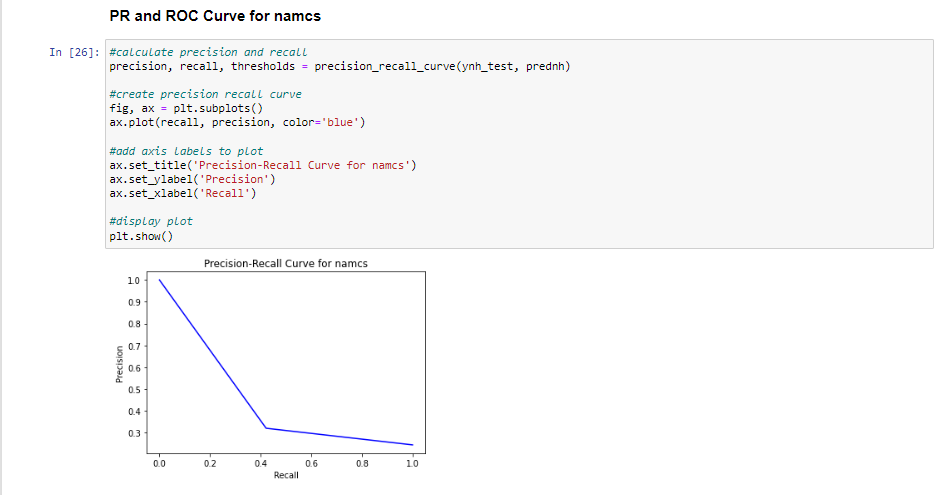 PR and ROC Curve for namcs
In [26]: #calculate precision and recall
precision, recall, thresholds = precision_recall_curve(ynh_test, prednh)
#create precision recall curve
fig, ax = plt.subplots()
ax.plot(recall, precision, color='blue')
#add axis labels to plot
ax.set_title('Precision-Recall Curve for namcs')
ax.set_ylabel('Precision')
ax.set_xlabel('Recall')
#display plot
plt.show()
Precision-Recall Curve for namcs
1.0
0.9
0.8
0.7
0.6
0.5
0.4
0.3
Precision
0.0 0.2 0.4 0.6 0.8 1.0
Recall